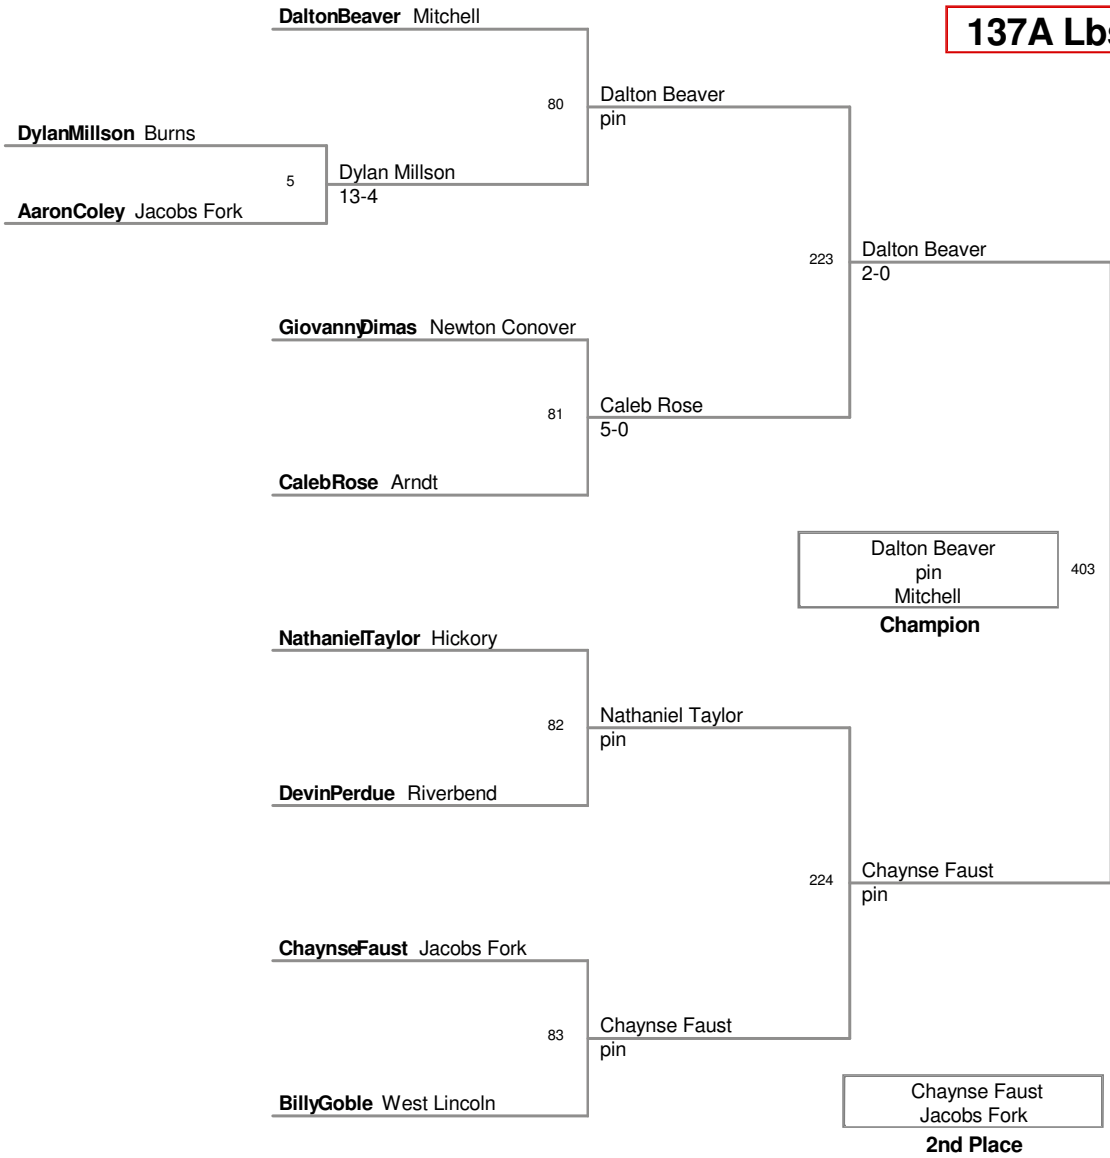 DaltonBeaver Mitchell
137A Lbs
80
Dalton Beaver
pin
DylanMillson Burns
5
Dylan Millson
13-4
AaronColey Jacobs Fork
223
Dalton Beaver
2-0
GiovannyDimas Newton Conover
81
Caleb Rose
5-0
CalebRose Arndt
Dalton Beaver
pin
Mitchell
403
Champion
NathanielTaylor Hickory
82
Nathaniel Taylor
pin
DevinPerdue Riverbend
224
Chaynse Faust
pin
ChaynseFaust Jacobs Fork
83
Chaynse Faust
pin
BillyGoble West Lincoln
Chaynse Faust
Jacobs Fork
2nd Place